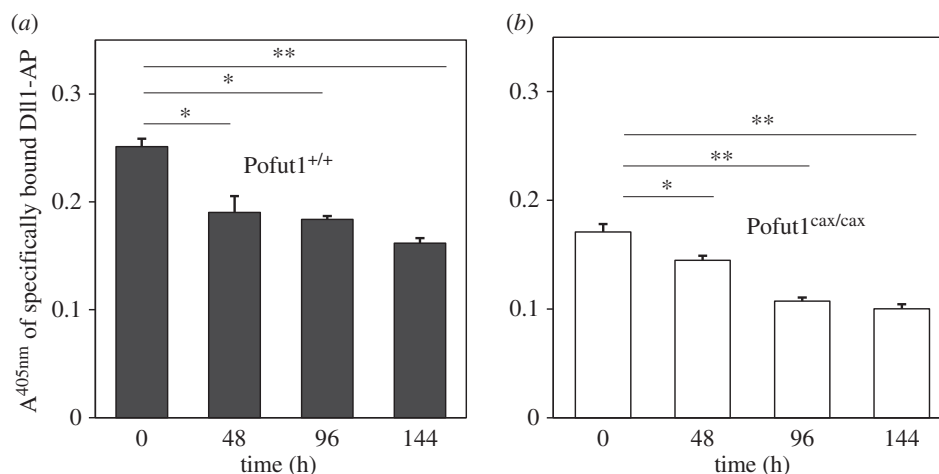 (a)
A405nm of specifically bound Dll1-AP
0.3
0.2
0.1
0
**
*
*
Pofut1+/+
0 48 96 144
time (h)
(b)
0.3
0.2
0.1
0
**
**
*
Pofut1cax/cax
0 48 96 144
time (h)